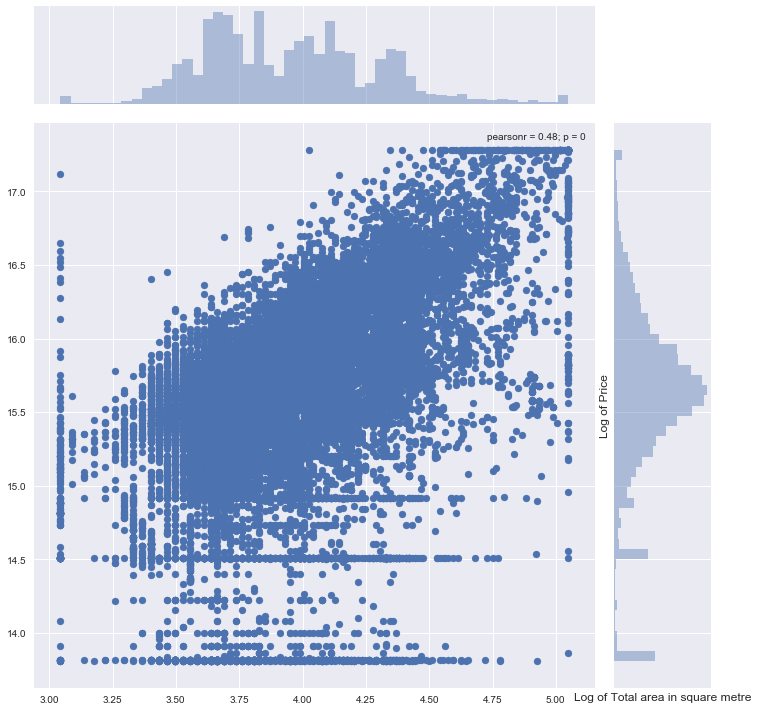 pearsonr = 0.48; p = 0
17.0
16.5
16.0
15.5
15.0
14.5
14.0
Log of Price
3.00 3.25 3.50 3.75 4.00 4.25 4.50 4.75 5.00
Log of Total area in square metre